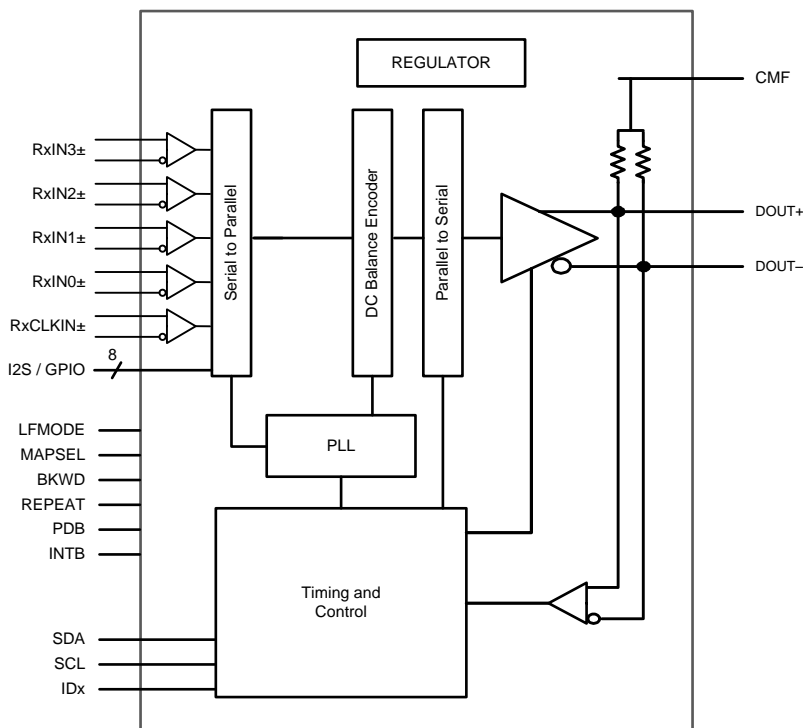 REGULATOR
CMF
RxIN3±
RxIN2±
RxIN1±
RxIN0±
RxCLKIN±
I2S / GPIO
8
Serial to Parallel
DC Balance Encoder
Parallel to Serial
DOUT+
DOUT–
LFMODE
MAPSEL
BKWD
REPEAT
PDB
INTB
PLL
Timing and
Control
SDA
SCL
IDx